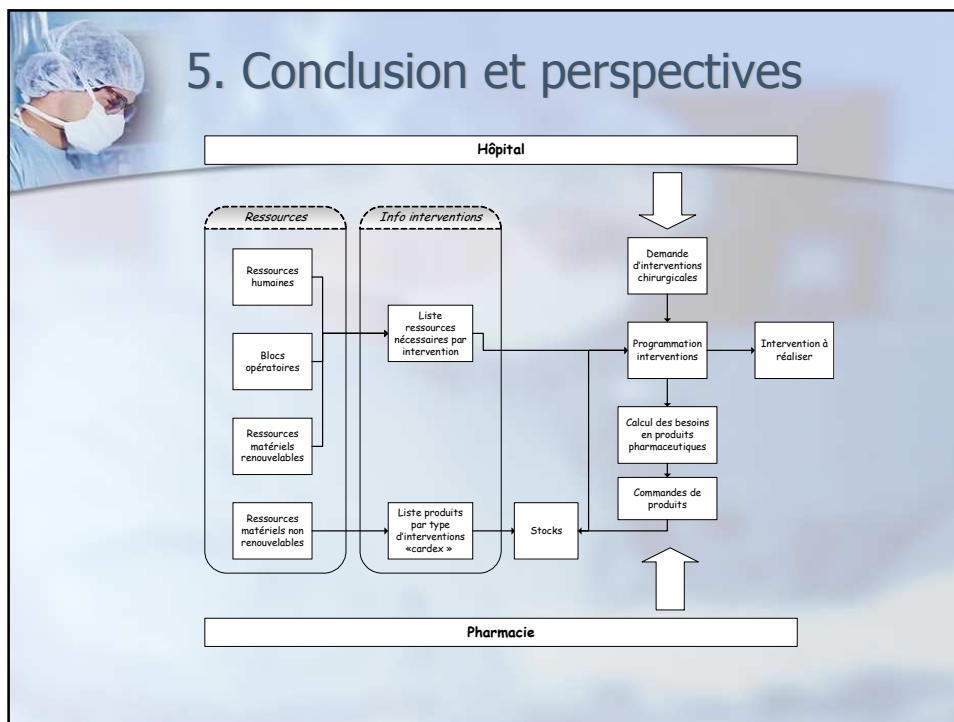 5. Conclusion et perspectives
Hôpital
Ressources
Info interventions
Ressources
humaines
Blocs
opératoires
Ressources
matériels
renouvelables
Ressources
matériels non
renouvelables
Liste
ressources
nécessaires par
intervention
Liste produits
par type
d'interventions
«cardex »
Stocks
Demande
d'interventions
chirurgicales
Programmation
interventions
Intervention à
réaliser
Calcul des besoins
en produits
pharmaceutiques
Commandes de
produits
Pharmacie